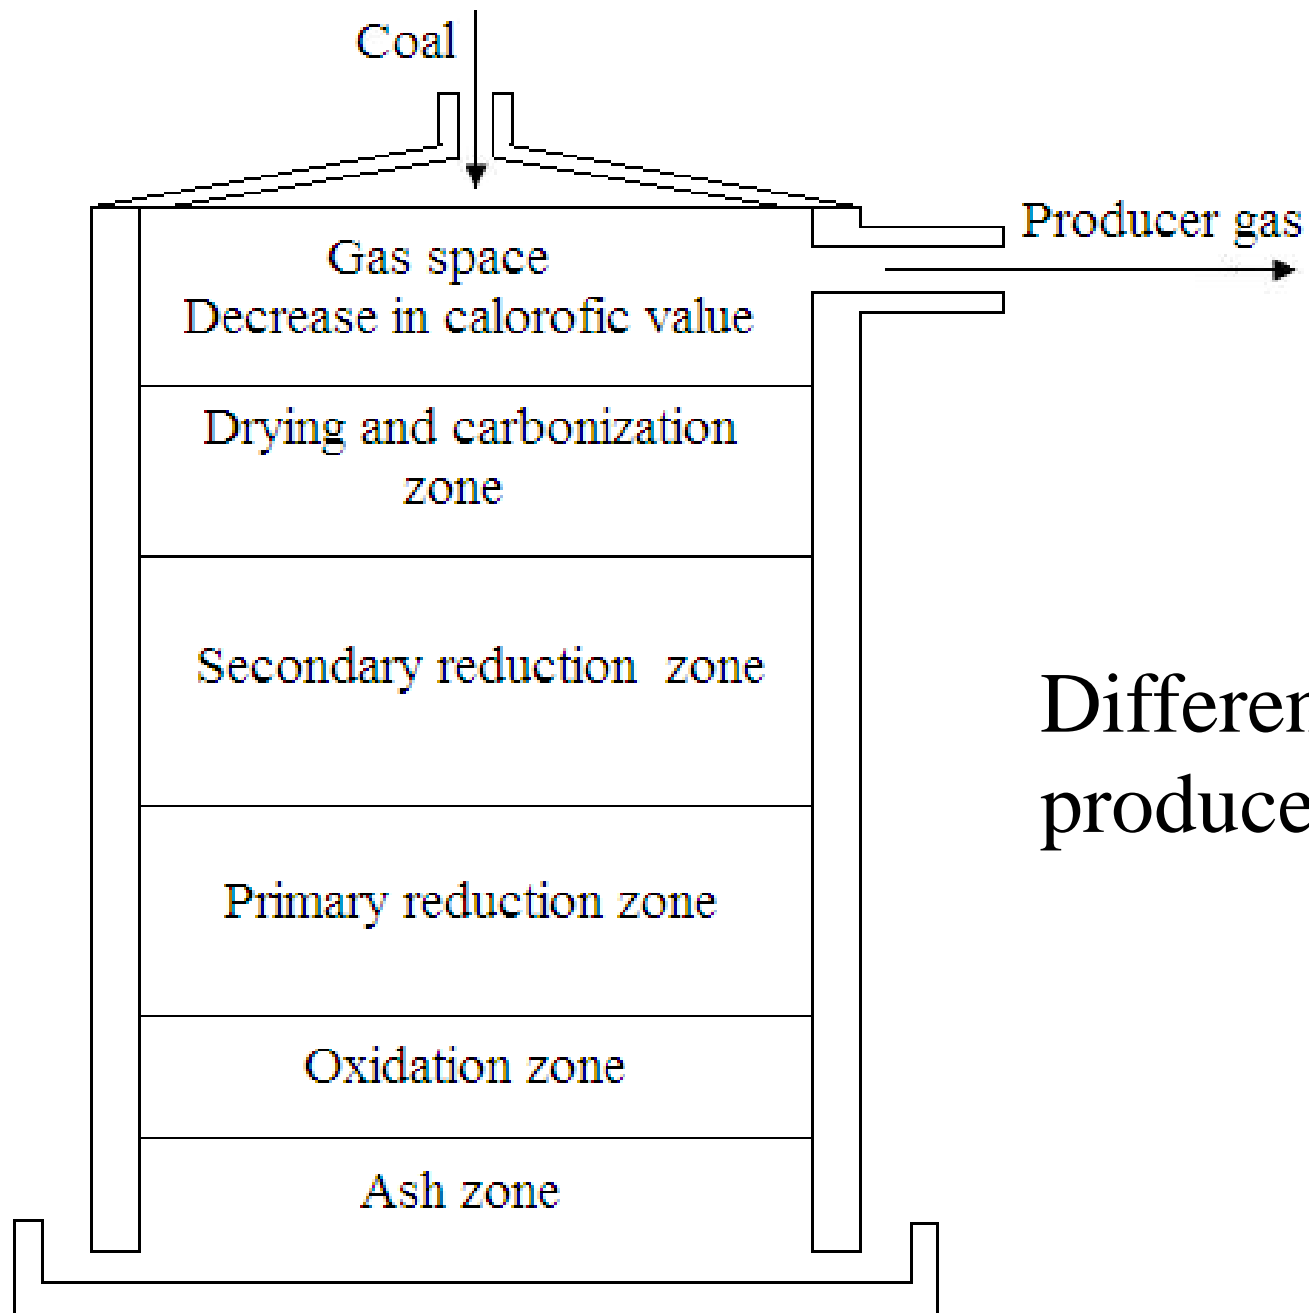 Coal
Producer gas
Gas space
Decrease in calorofic value
Drying and carbonization
zone
Secondary reduction zone
Primary reduction zone
Oxidation zone
Ash zone